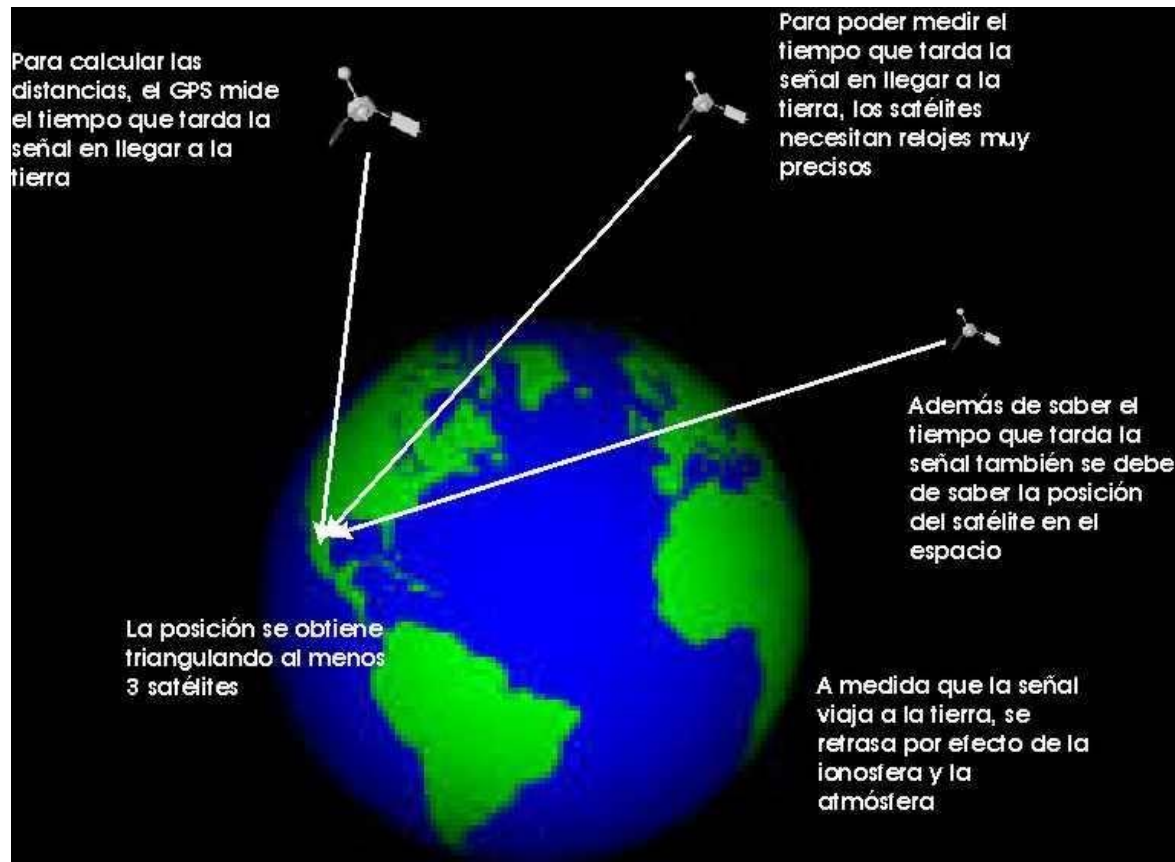 Para calcular las
distancias, el GPS mide
el tiempo que tarda la
señal en llegar a la
tierra
Para poder medir el
tiempo que tarda la
señal en llegar a la
tierra, los satélites
necesitan relojes muy
precisos
Además de saber el
tiempo que tarda la
señal también se debe
de saber la posición
del satélite en el
espacio
La posición se obtiene
triangulando al menos
3 satélites
A medida que la señal
viaja a la tierra, se
retrasa por efecto de la
ionosfera y la
atmósfera